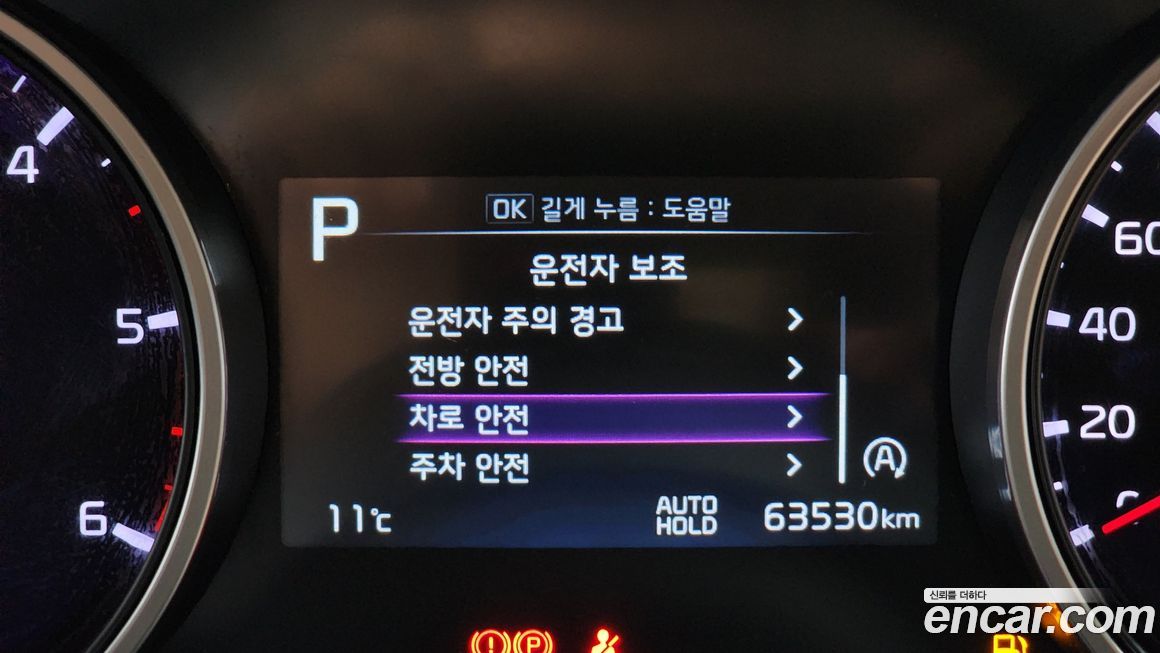 P
OK 길게 누름 : 도움말
운전자 보조
운전자 주의 경고
전방 안전
차로 안전
주차 안전
A
11℃
AUTO HOLD
63530km
4
5
6
60
40
20
0
P
신뢰를 더하다
encar.com